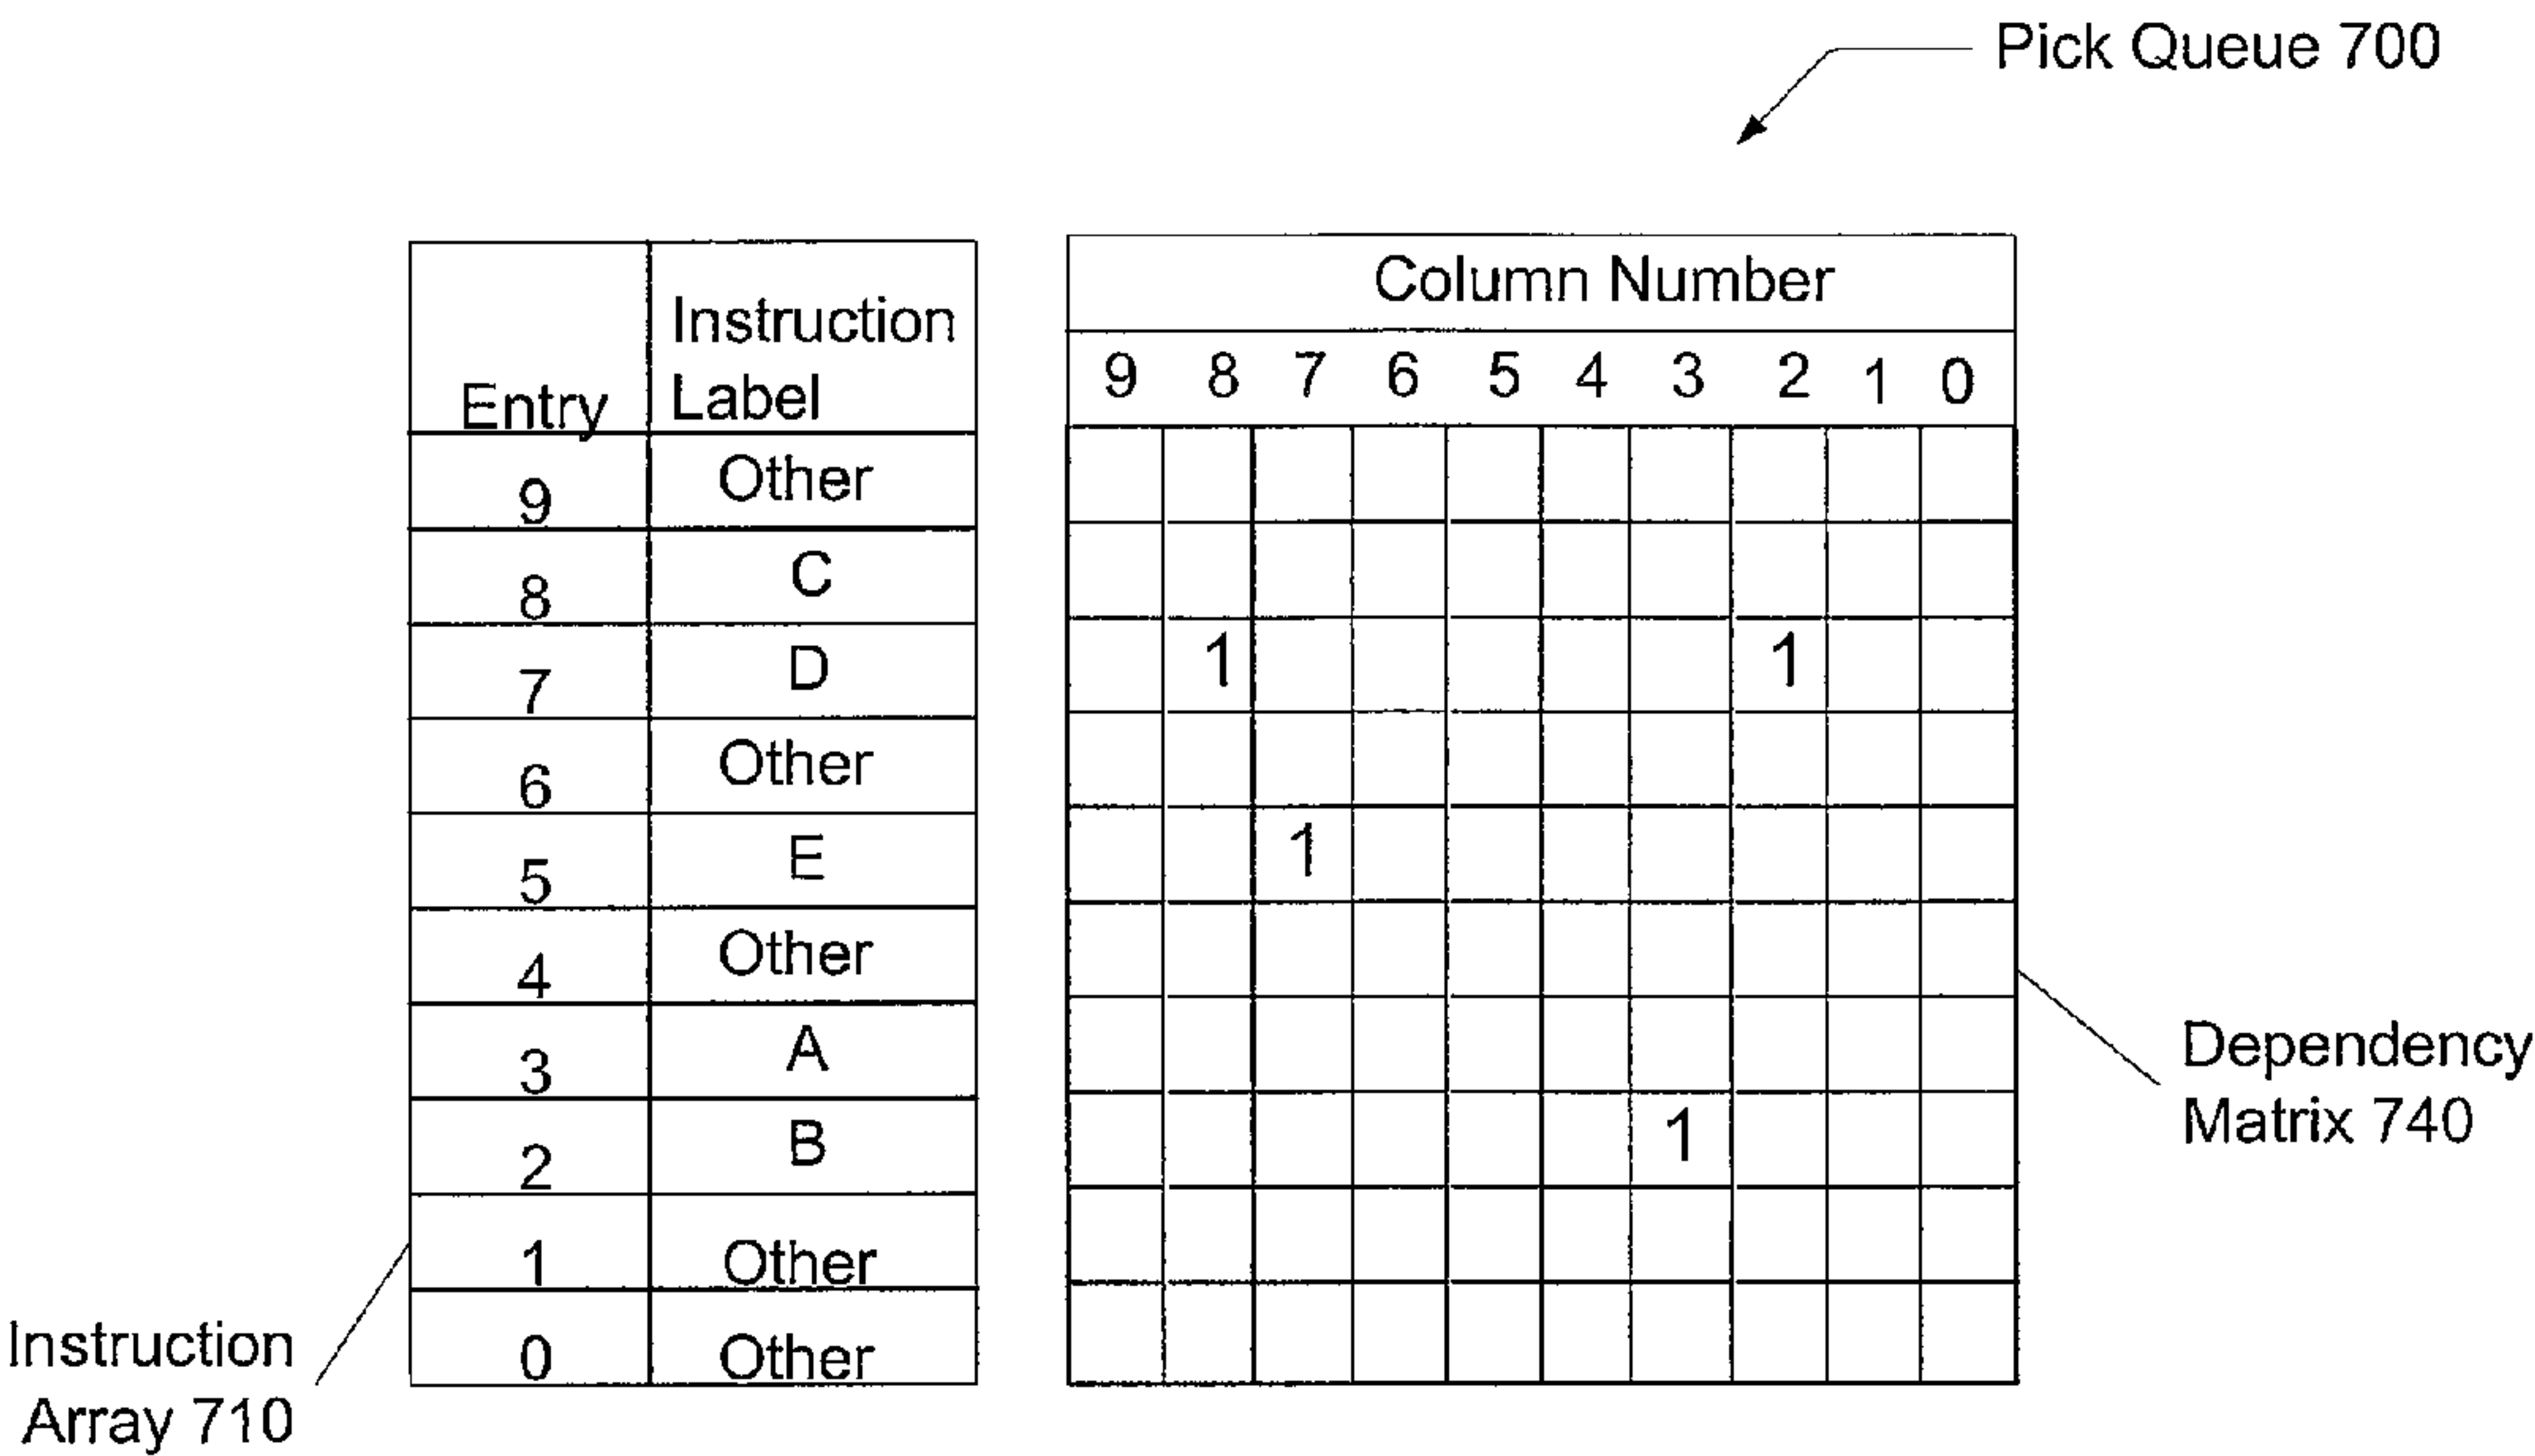 Pick Queue 700
Entry Instruction Label
9 Other
8 C
7 D
6 Other
5 E
4 Other
3 A
2 B
1 Other
0 Other
Column Number
9 8 7 6 5 4 3 2 1 0
1 1
1
1
Dependency
Matrix 740
Instruction
Array 710